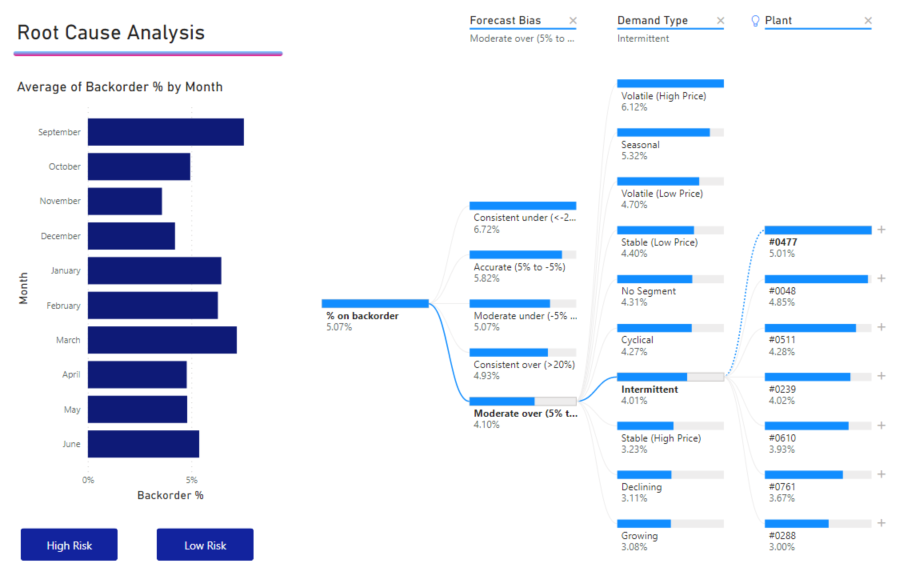 Root Cause Analysis
Average of Backorder % by Month
Month
September
October
November
December
January
February
March
April
May
June
0%
5%
Backorder %
High Risk
Low Risk
Forecast Bias
Moderate over (5% to ...
Demand Type
Intermittent
Plant
% on backorder
5.07%
Consistent under (<-2...
6.72%
Accurate (5% to -5%)
5.82%
Moderate under (-5% ...
5.07%
Consistent over (>20%)
4.93%
Moderate over (5% t...
4.10%
Volatile (High Price)
6.12%
Seasonal
5.32%
Volatile (Low Price)
4.70%
Stable (Low Price)
4.40%
No Segment
4.31%
Cyclical
4.27%
Intermittent
4.01%
Stable (High Price)
3.23%
Declining
3.11%
Growing
3.08%
#0477
5.01%
#0048
4.85%
#0511
4.28%
#0239
4.02%
#0610
3.93%
#0761
3.67%
#0288
3.00%